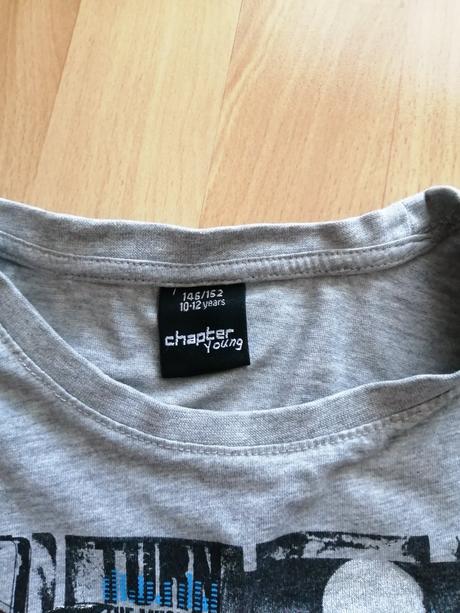 146/152
10-12 years
chapter
young
TURN